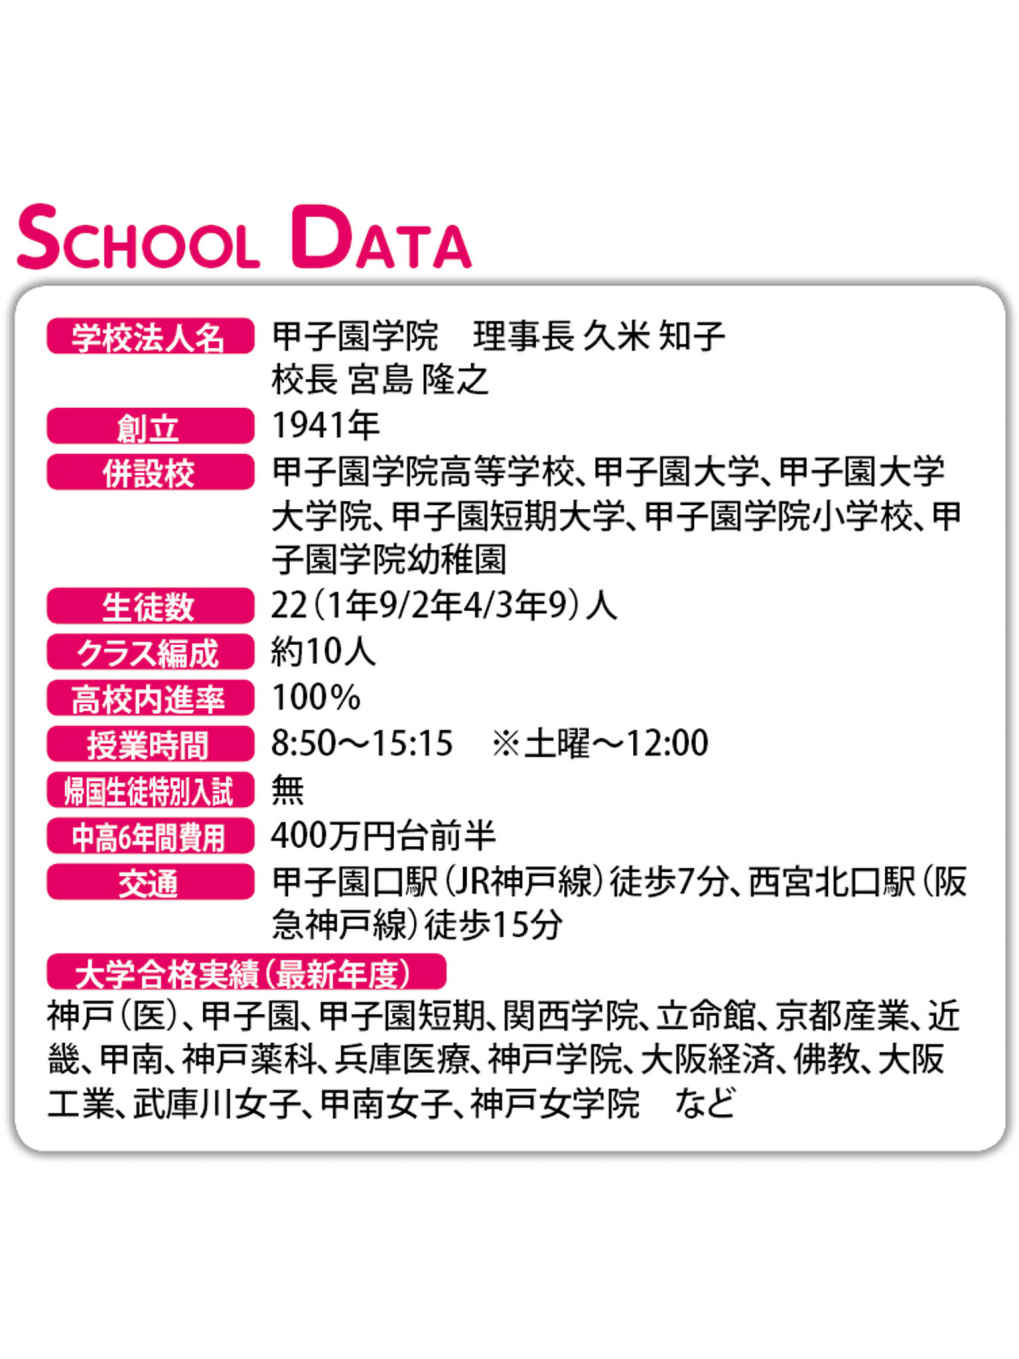 SCHOOL DATA
学校法人名 甲子園学院　理事長 久米 知子
校長 宮島 隆之
創立 1941年
併設校 甲子園学院高等学校、甲子園大学、甲子園大学
大学院、甲子園短期大学、甲子園学院小学校、甲
子園学院幼稚園
生徒数 22（1年9/2年4/3年9）人
クラス編成 約10人
高校内進率 100%
授業時間 8:50～15:15　※土曜～12:00
帰国生徒特別入試 無
中高6年間費用 400万円台前半
交通 甲子園口駅（JR神戸線）徒歩7分、西宮北口駅（阪
急神戸線）徒歩15分
大学合格実績（最新年度）
神戸（医）、甲子園、甲子園短期、関西学院、立命館、京都産業、近
畿、甲南、神戸薬科、兵庫医療、神戸学院、大阪経済、佛教、大阪
工業、武庫川女子、甲南女子、神戸女学院　など